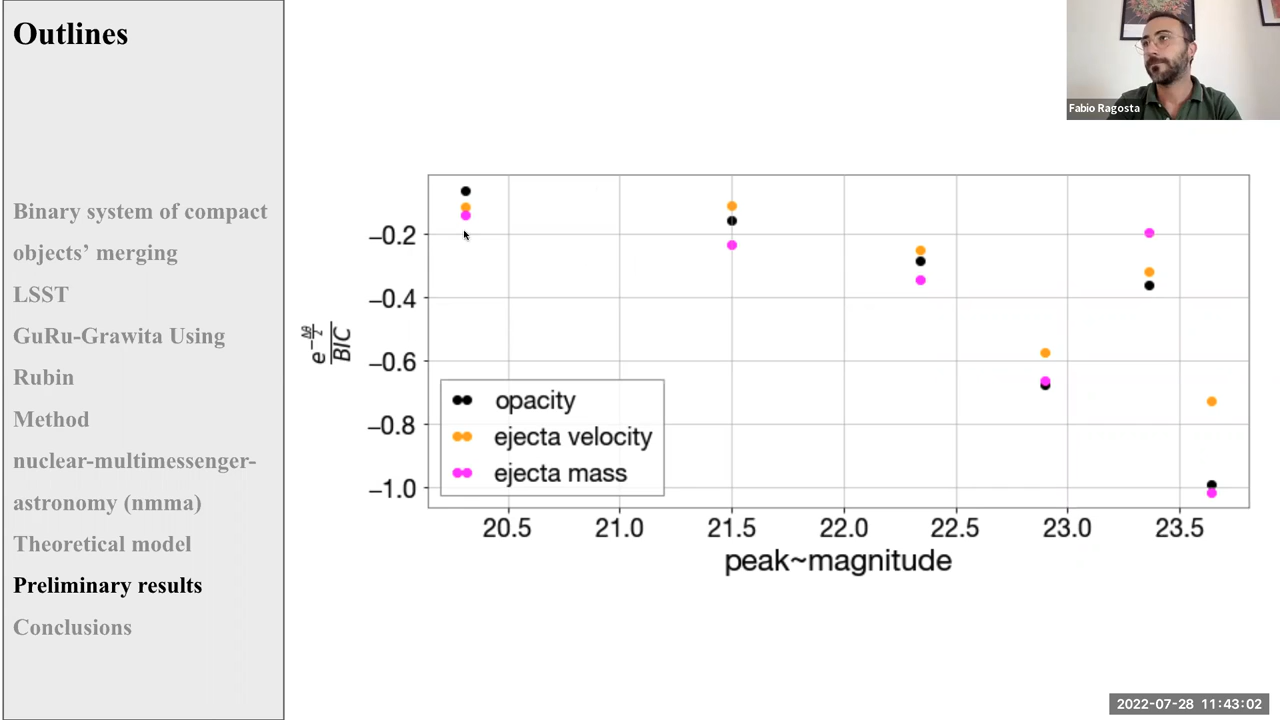 Outlines
Fabio Ragosta
Binary system of compact
objects’ merging
LSST
GuRu-Grawita Using
Rubin
Method
nuclear-multimessenger-
astronomy (nmma)
Theoretical model
Preliminary results
Conclusions
−0.2
−0.4
−0.6
−0.8
−1.0
BIC
opacity
ejecta velocity
ejecta mass
20.5 21.0 21.5 22.0 22.5 23.0 23.5
peak~magnitude
2022-07-28 11:43:02